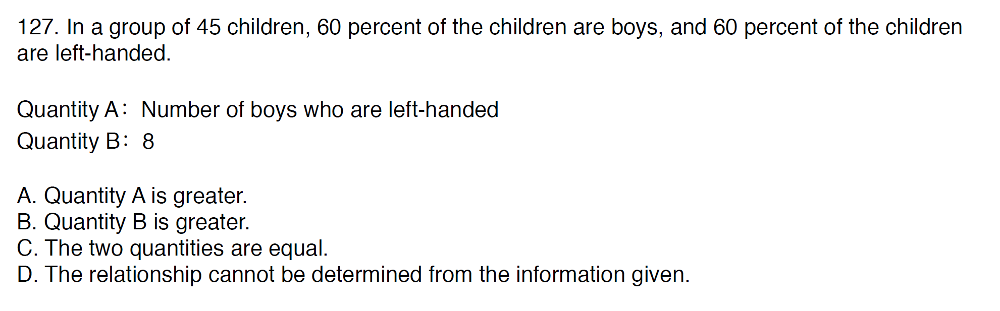 127. In a group of 45 children, 60 percent of the children are boys, and 60 percent of the children
are left-handed.
Quantity A： Number of boys who are left-handed
Quantity B： 8
A. Quantity A is greater.
B. Quantity B is greater.
C. The two quantities are equal.
D. The relationship cannot be determined from the information given.